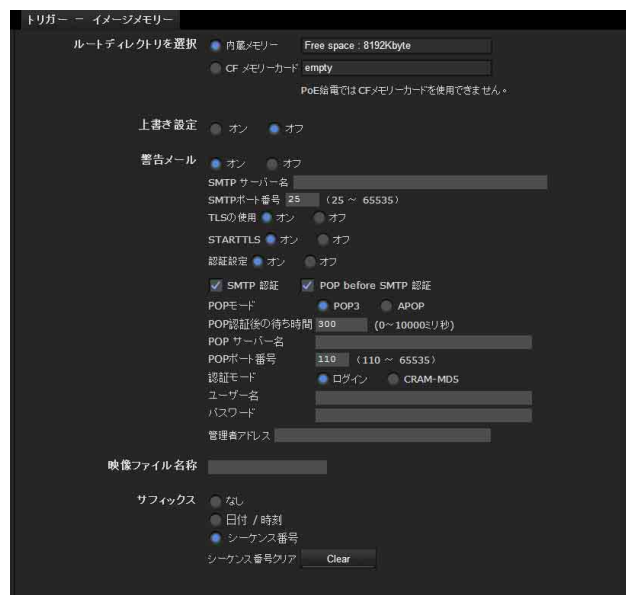 トリガー － イメージメモリー
ルートディレクトリを選択 内蔵メモリー Free space : 8192Kbyte
CF メモリーカード empty
PoE給電ではCFメモリーカードを使用できません。
上書き設定 オン オフ
警告メール オン オフ
SMTP サーバー名
SMTPポート番号 25 (25 ～ 65535)
TLSの使用 オン オフ
STARTTLS オン オフ
認証設定 オン オフ
SMTP 認証 POP before SMTP 認証
POPモード POP3 APOP
POP認証後の待ち時間 300 (0～10000ミリ秒)
POP サーバー名
POPポート番号 110 (110 ～ 65535)
認証モード ログイン CRAM-MD5
ユーザー名
パスワード
管理者アドレス
映像ファイル名称
サフィックス なし
日付 / 時刻
シーケンス番号
シーケンス番号クリア Clear